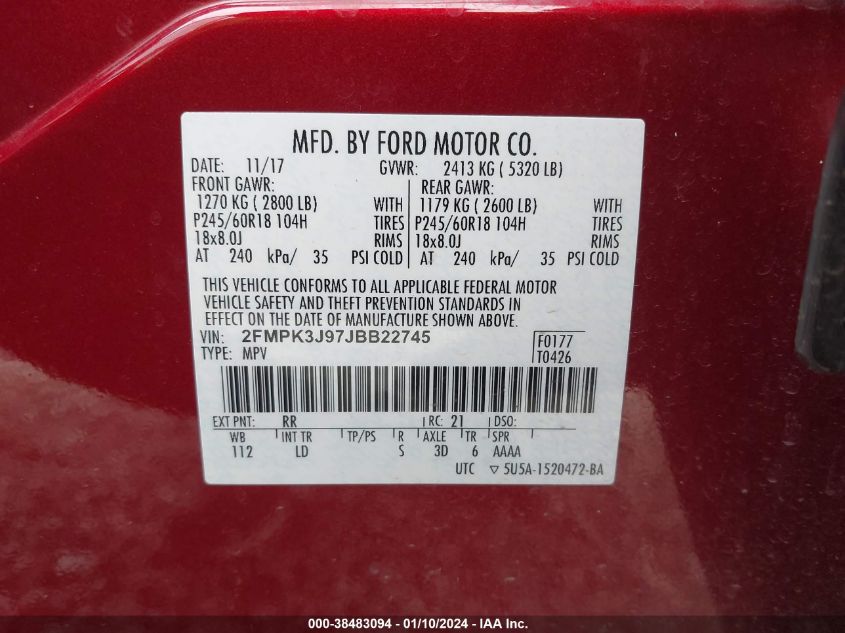 MFD. BY FORD MOTOR CO.
DATE: 11/17 GVWR: 2413 KG ( 5320 LB)
FRONT GAWR: REAR GAWR:
1270 KG ( 2800 LB) WITH 1179 KG ( 2600 LB) WITH
P245/60R18 104H TIRES P245/60R18 104H TIRES
18x8.0J RIMS 18x8.0J RIMS
AT 240 kPa/ 35 PSI COLD AT 240 kPa/ 35 PSI COLD
THIS VEHICLE CONFORMS TO ALL APPLICABLE FEDERAL MOTOR
VEHICLE SAFETY AND THEFT PREVENTION STANDARDS IN
EFFECT ON THE DATE OF MANUFACTURE SHOWN ABOVE.
VIN: 2FMPK3J97JBB22745 F0177
TYPE: MPV T0426
EXT PNT: RR RC: 21 DSO:
WB INT TR TP/PS R AXLE TR SPR
112 LD S 3D 6 AAAA
UTC ▽ 5U5A-1520472-BA
000-38483094 - 01/10/2024 - IAA Inc.